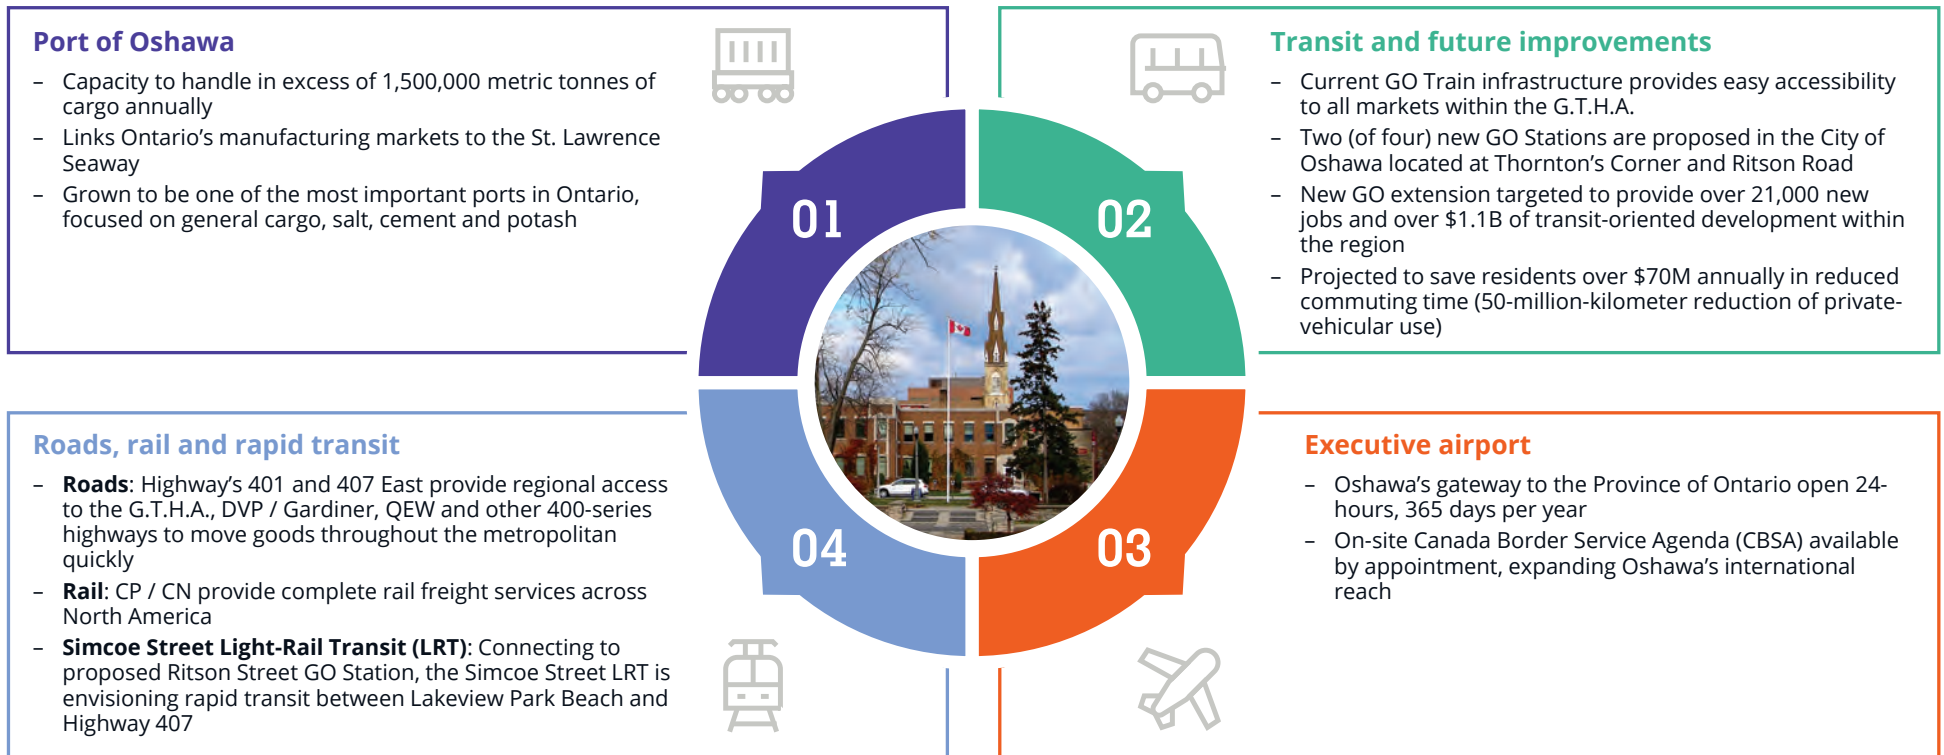 Port of Oshawa
– Capacity to handle in excess of 1,500,000 metric tonnes of
cargo annually
– Links Ontario’s manufacturing markets to the St. Lawrence
Seaway
– Grown to be one of the most important ports in Ontario,
focused on general cargo, salt, cement and potash
01
02
Transit and future improvements
– Current GO Train infrastructure provides easy accessibility
to all markets within the G.T.H.A.
– Two (of four) new GO Stations are proposed in the City of
Oshawa located at Thornton’s Corner and Ritson Road
– New GO extension targeted to provide over 21,000 new
jobs and over $1.1B of transit-oriented development within
the region
– Projected to save residents over $70M annually in reduced
commuting time (50-million-kilometer reduction of private-
vehicular use)
Roads, rail and rapid transit
– Roads: Highway’s 401 and 407 East provide regional access
to the G.T.H.A., DVP / Gardiner, QEW and other 400-series
highways to move goods throughout the metropolitan
quickly
– Rail: CP / CN provide complete rail freight services across
North America
– Simcoe Street Light-Rail Transit (LRT): Connecting to
proposed Ritson Street GO Station, the Simcoe Street LRT is
envisioning rapid transit between Lakeview Park Beach and
Highway 407
04
03
Executive airport
– Oshawa’s gateway to the Province of Ontario open 24-
hours, 365 days per year
– On-site Canada Border Service Agenda (CBSA) available
by appointment, expanding Oshawa’s international
reach